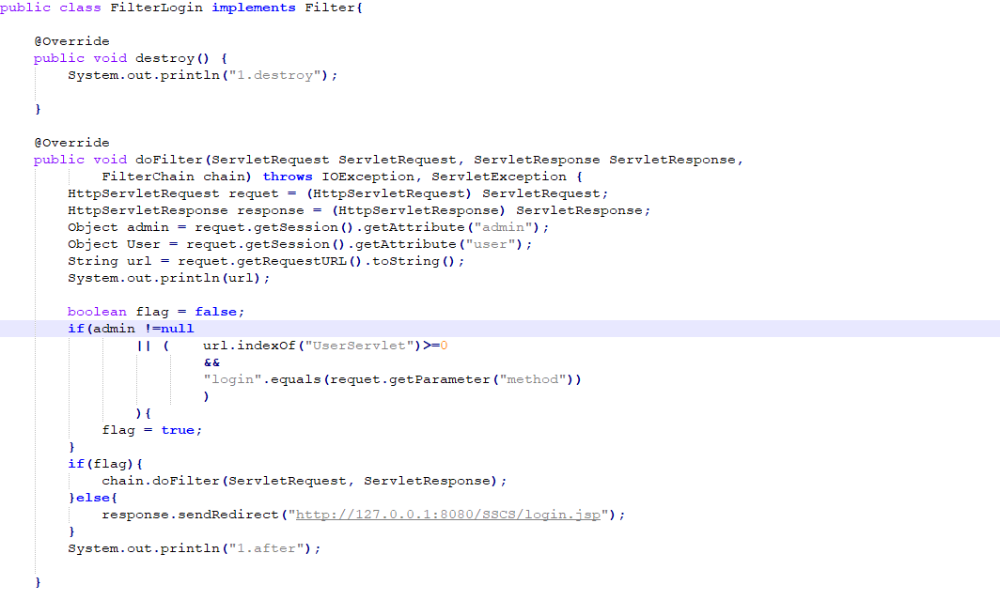 public class FilterLogin implements Filter{
@Override
public void destroy() {
System.out.println("1.destroy");
}
@Override
public void doFilter(ServletRequest ServletRequest, ServletResponse ServletResponse,
FilterChain chain) throws IOException, ServletException {
HttpServletRequest requet = (HttpServletRequest) ServletRequest;
HttpServletResponse response = (HttpServletResponse) ServletResponse;
Object admin = requet.getSession().getAttribute("admin");
Object User = requet.getSession().getAttribute("user");
String url = requet.getRequestURL().toString();
System.out.println(url);
boolean flag = false;
if(admin !=null
|| (    url.indexOf("UserServlet")>=0
&&
"login".equals(requet.getParameter("method"))
)
){
flag = true;
}
if(flag){
chain.doFilter(ServletRequest, ServletResponse);
}else{
response.sendRedirect("http://127.0.0.1:8080/SSCS/login.jsp");
}
System.out.println("1.after");
}